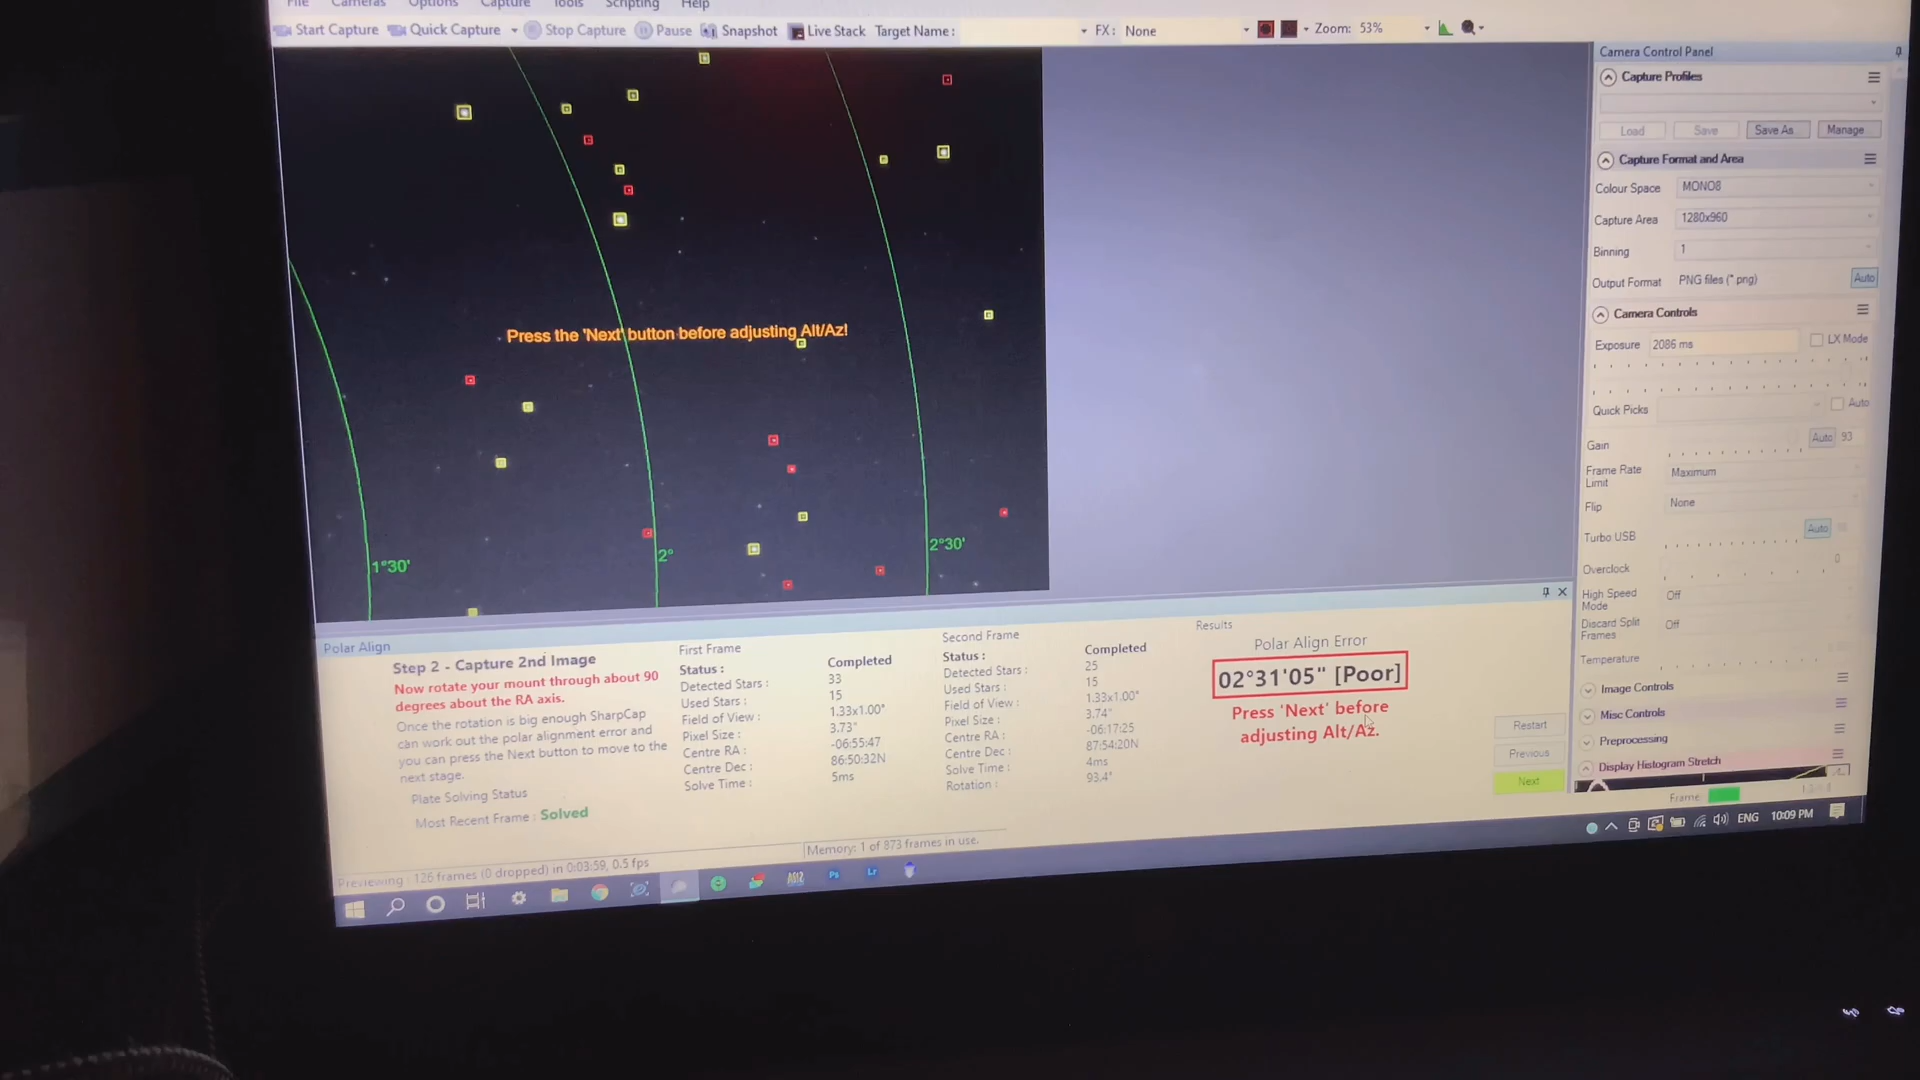 File Cameras Options Capture Tools Scripting Help
Start Capture Quick Capture Stop Capture Pause Snapshot Live Stack Target Name : FX : None Zoom: 53%
Press the 'Next' button before adjusting Alt/Az!
1°30'
2°
2°30'
Camera Control Panel
Capture Profiles
Load Save Save As... Manage...
Capture Format and Area
Colour Space MONO8
Capture Area 1280x960
Binning 1
Output Format PNG files (*.png) Auto
Camera Controls
Exposure 2086 ms LX Mode
Quick Picks Auto
Gain Auto 93
Frame Rate Limit Maximum
Flip None
Turbo USB Auto
Overclock 0
High Speed Mode Off
Discard Split Frames Off
Temperature
Image Controls
Misc Controls
Preprocessing
Display Histogram Stretch
Frame:
Polar Align
Step 2 - Capture 2nd Image
Now rotate your mount through about 90
degrees about the RA axis.
Once the rotation is big enough SharpCap
can work out the polar alignment error and
you can press the Next button to move to the
next stage.
Plate Solving Status
Most Recent Frame : Solved
First Frame
Status : Completed
Detected Stars : 33
Used Stars : 15
Field of View : 1.33x1.00°
Pixel Size : 3.73"
Centre RA : -06:55:47
Centre Dec : 86:50:32N
Solve Time : 5ms
Second Frame
Status : Completed
Detected Stars : 25
Used Stars : 15
Field of View : 1.33x1.00°
Pixel Size : 3.74"
Centre RA : -06:17:25
Centre Dec : 87:54:20N
Solve Time : 4ms
Rotation : 93.4°
Results
Polar Align Error
02°31'05" [Poor]
Press 'Next' before
adjusting Alt/Az.
Restart
Previous
Next
Previewing : 126 frames (0 dropped) in 0:03:59, 0.5 fps
Memory: 1 of 873 frames in use.
Ps Lr
ENG 10:09 PM